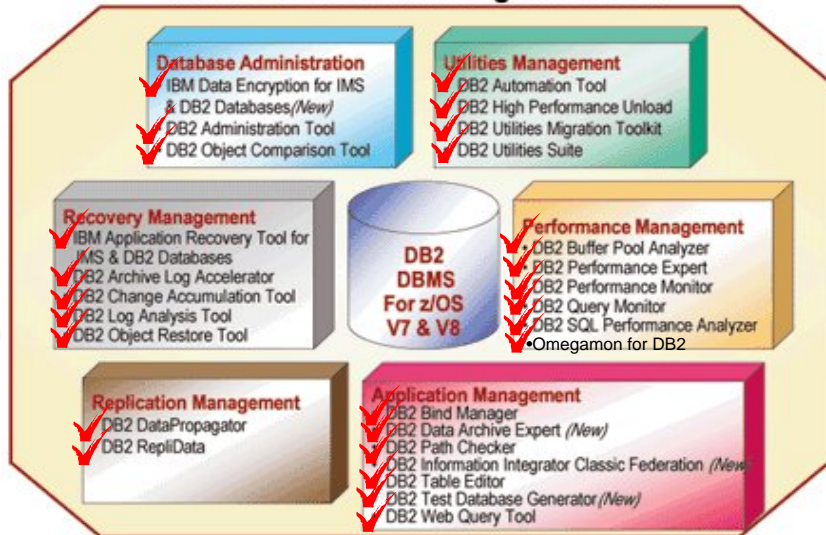 Database Administration
IBM Data Encryption for IMS
& DB2 Databases(New)
• DB2 Administration Tool
• DB2 Object Comparison Tool
Utilities Management
DB2 Automation Tool
DB2 High Performance Unload
DB2 Utilities Migration Toolkit
• DB2 Utilities Suite
Recovery Management
IBM Application Recovery Tool for
IMS & DB2 Databases
DB2 Archive Log Accelerator
DB2 Change Accumulation Tool
DB2 Log Analysis Tool
DB2 Object Restore Tool
DB2
DBMS
For z/OS
V7 & V8
Performance Management
• DB2 Buffer Pool Analyzer
• DB2 Performance Expert
• DB2 Performance Monitor
• DB2 Query Monitor
• DB2 SQL Performance Analyzer
•Omegamon for DB2
Replication Management
• DB2 DataPropagator
• DB2 RepliData
Application Management
DB2 Bind Manager
• DB2 Data Archive Expert (New)
• DB2 Path Checker
DB2 Information Integrator Classic Federation (New
DB2 Table Editor
DB2 Test Database Generator(New)
DB2 Web Query Tool